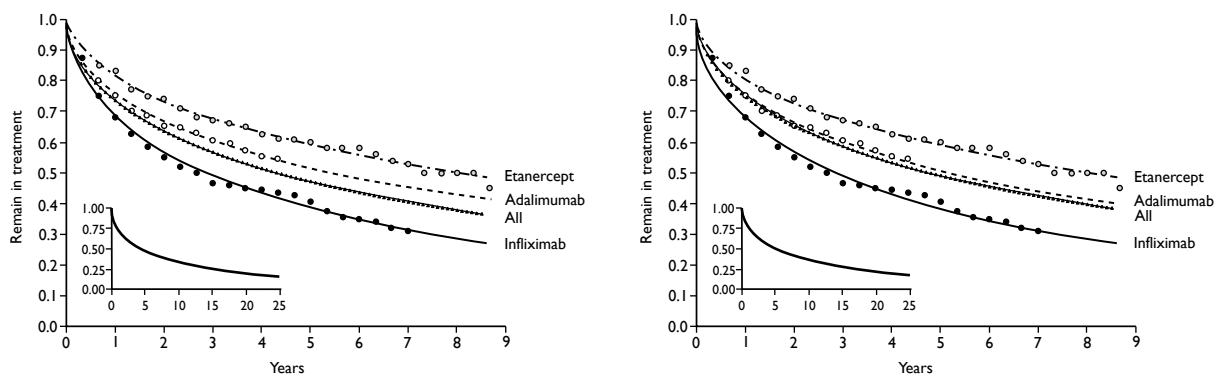 Remain in treatment
1.0
0.9
0.8
0.7
0.6
0.5
0.4
0.3
0.2
0.1
0.0
0 1 2 3 4 5 6 7 8 9
Years
Etanercept
Adalimumab
All
Infliximab
1.00
0.75
0.50
0.25
0.00
0 5 10 15 20 25
Remain in treatment
1.0
0.9
0.8
0.7
0.6
0.5
0.4
0.3
0.2
0.1
0.0
0 1 2 3 4 5 6 7 8 9
Years
Etanercept
Adalimumab
All
Infliximab
1.00
0.75
0.50
0.25
0.00
0 5 10 15 20 25